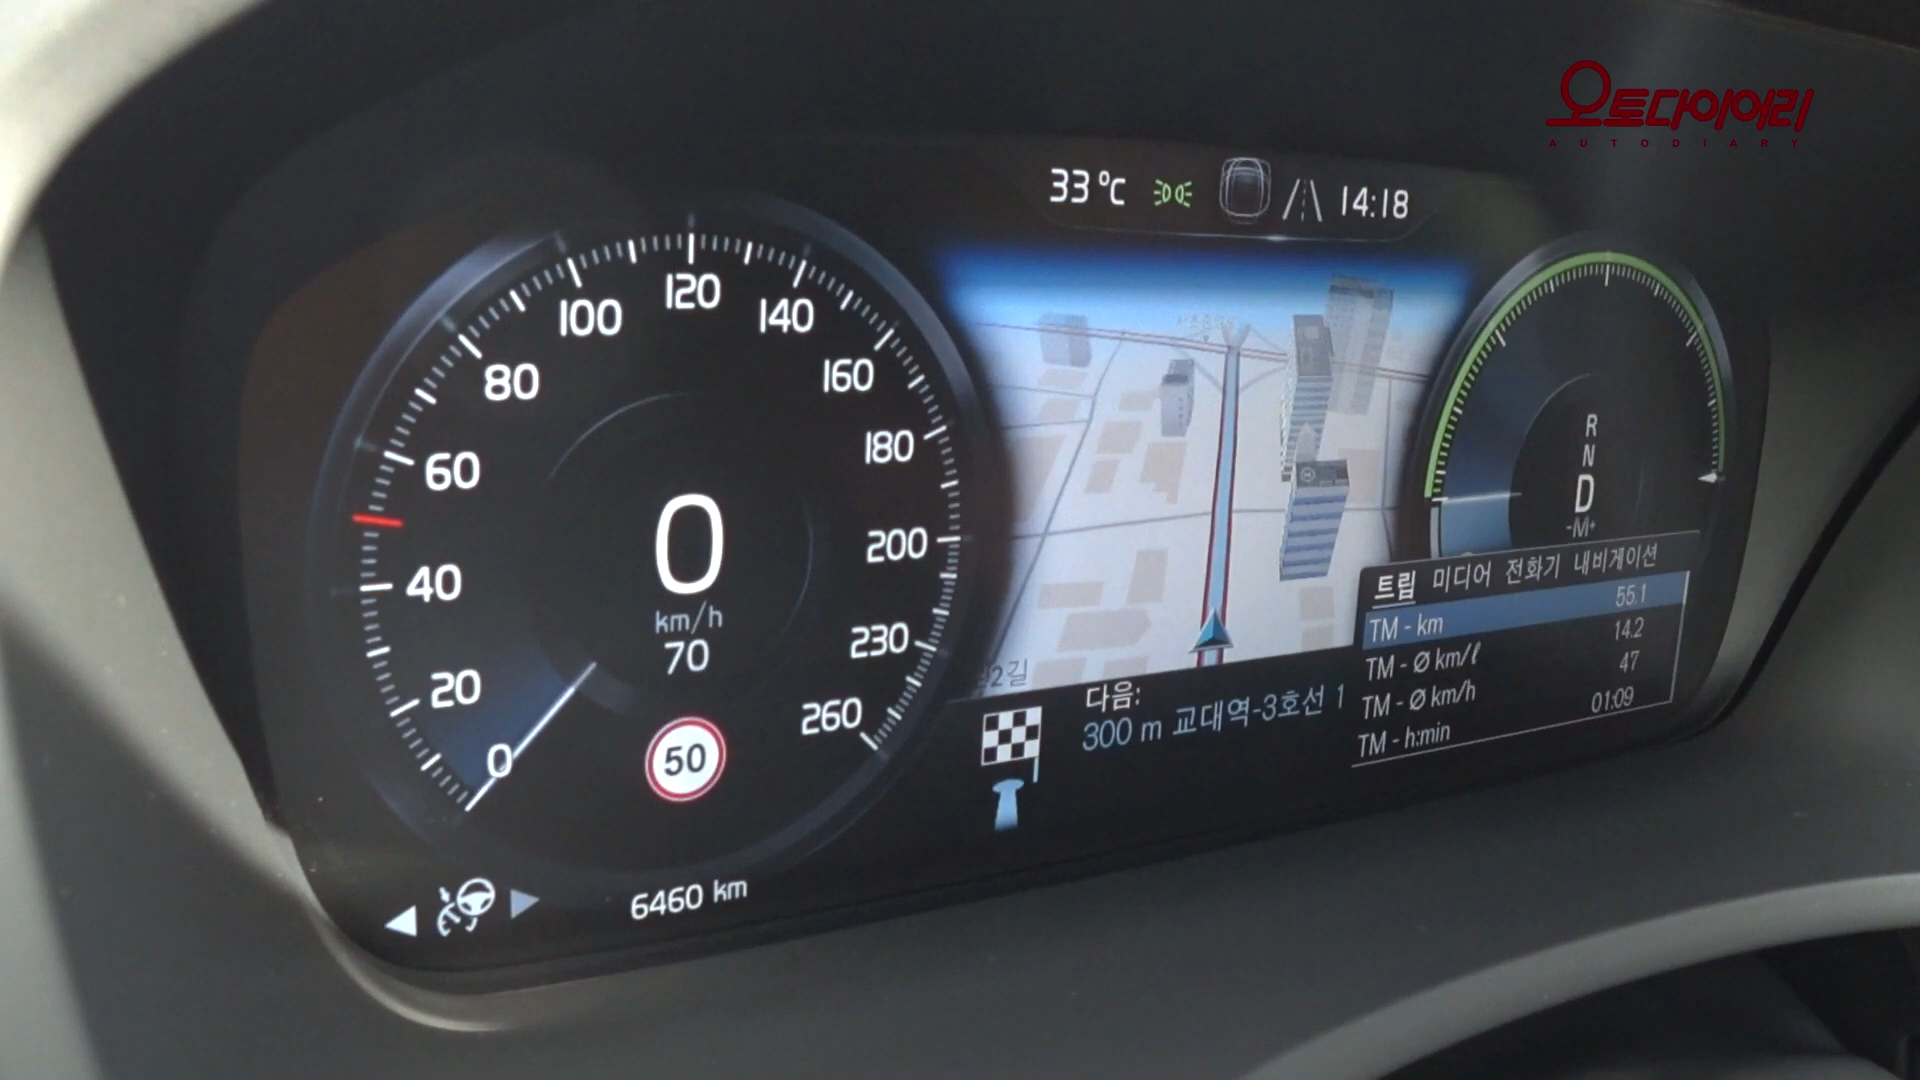 오토다이어리
AUTODIARY
33 °C
14:18
0
20
40
60
80
100
120
140
160
180
200
230
260
0
km/h
70
50
6460 km
다음:
300 m 교대역-3호선 1
R
N
D
-M+
트립 미디어 전화기 내비게이션
TM - km 55.1
TM - Ø km/ℓ 14.2
TM - Ø km/h 47
TM - h:min 01:09